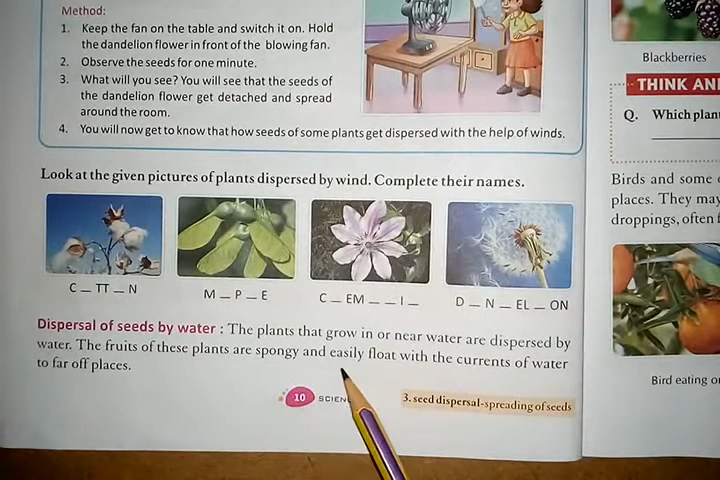 Method:
1. Keep the fan on the table and switch it on. Hold
the dandelion flower in front of the blowing fan.
2. Observe the seeds for one minute.
3. What will you see? You will see that the seeds of
the dandelion flower get detached and spread
around the room.
4. You will now get to know that how seeds of some plants get dispersed with the help of winds.
Look at the given pictures of plants dispersed by wind. Complete their names.
C _ TT _ N
M _ P _ E
C _ EM _ _ I _
D _ N _ EL _ ON
Dispersal of seeds by water : The plants that grow in or near water are dispersed by
water. The fruits of these plants are spongy and easily float with the currents of water
to far off places.
10
3. seed dispersal-spreading of seeds
Blackberries
THINK
Q. Which
Birds and some
places. They may
droppings, often
Bird eating